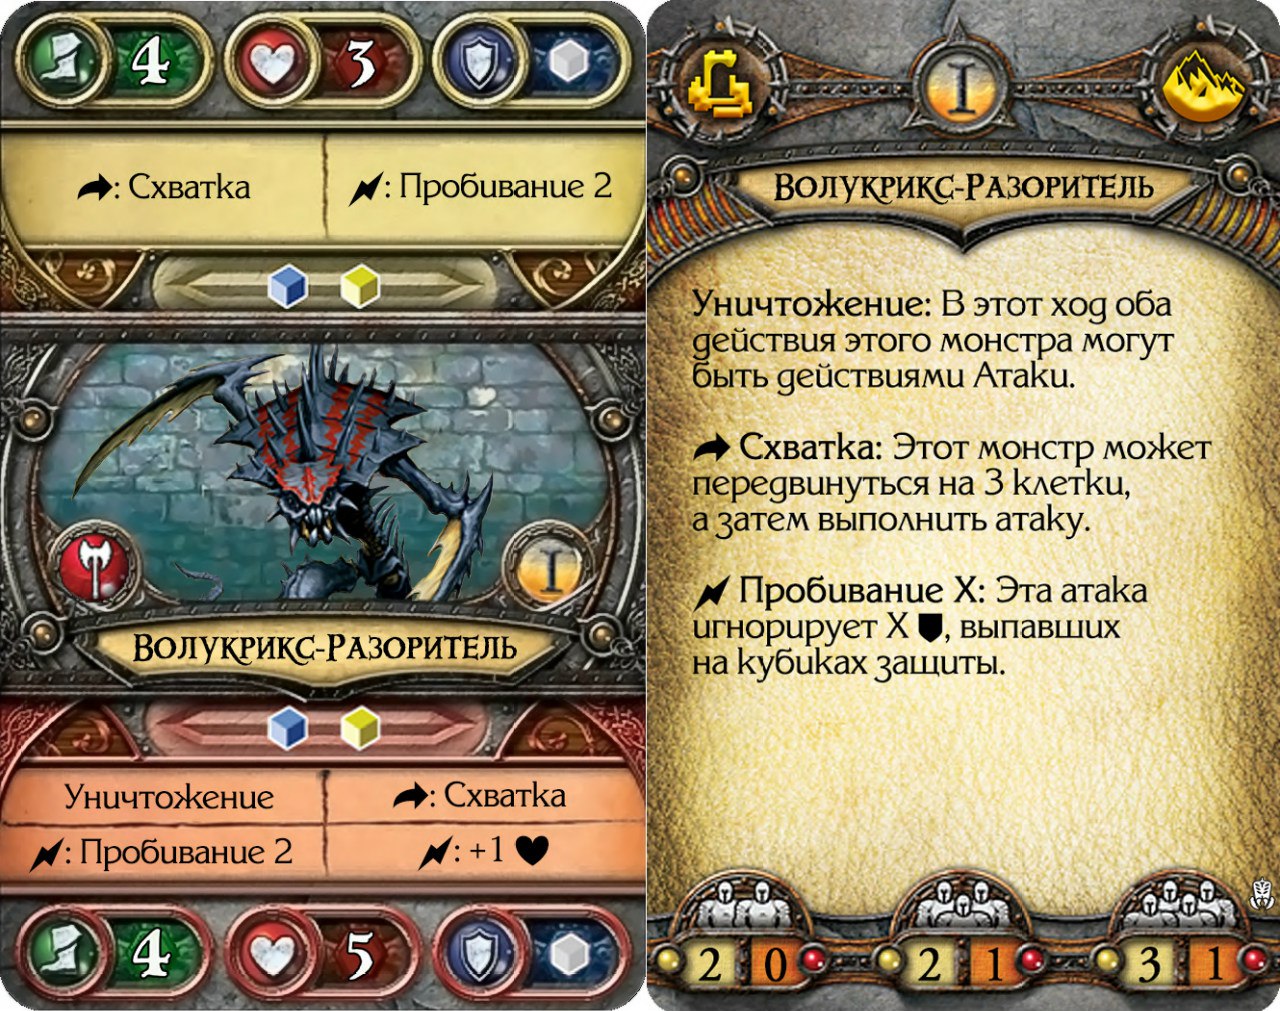 4 3
: Схватка : Пробивание 2
I
Волукрикс-Разоритель
Уничтожение : Схватка
: Пробивание 2 : +1
4 5
I
Волукрикс-Разоритель
Уничтожение: В этот ход оба
действия этого монстра могут
быть действиями Атаки.
Схватка: Этот монстр может
передвинуться на 3 клетки,
а затем выполнить атаку.
Пробивание X: Эта атака
игнорирует X , выпавших
на кубиках защиты.
2 0 2 1 3 1